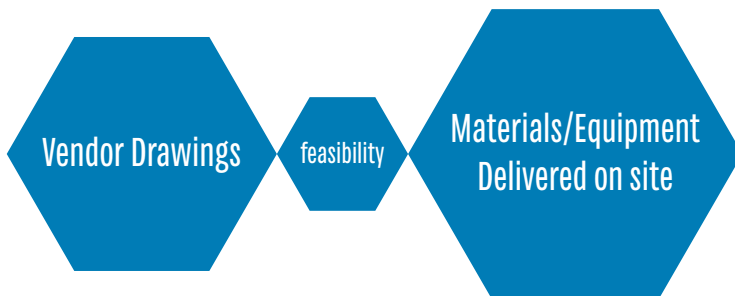 Vendor Drawings
feasibility
Materials/Equipment
Delivered on site